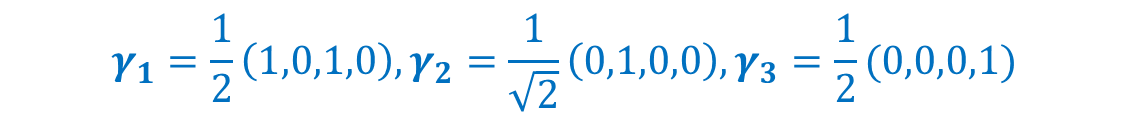 γ₁ = 1/2 (1,0,1,0), γ₂ = 1/√2 (0,1,0,0), γ₃ = 1/2 (0,0,0,1)